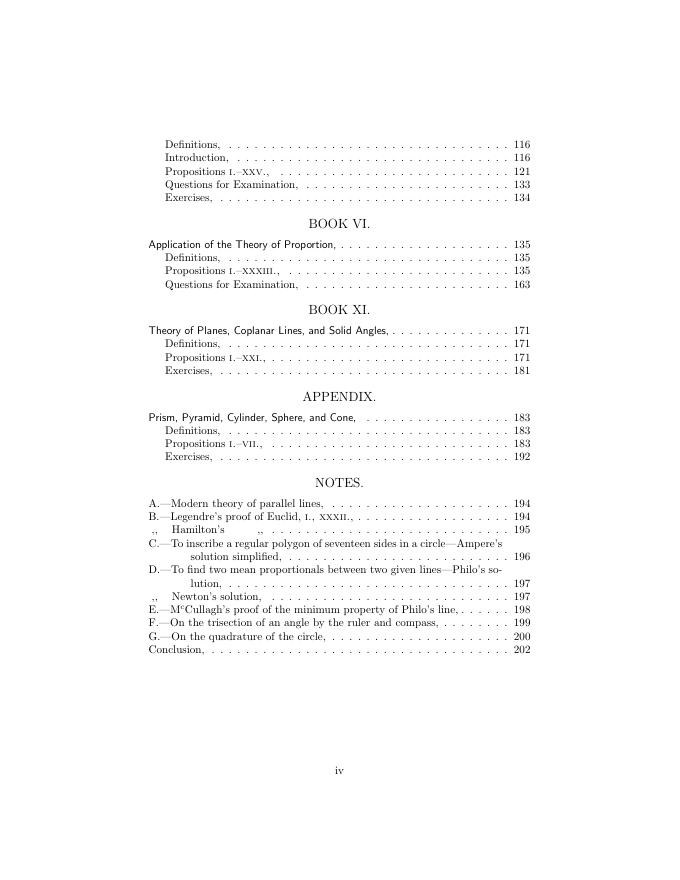 Definitions, . . . . . . . . . . . . . . . . . . . . . . . . . . . . . . . . . 116
Introduction, . . . . . . . . . . . . . . . . . . . . . . . . . . . . . . . . 116
Propositions I.–XXV., . . . . . . . . . . . . . . . . . . . . . . . . . . . 121
Questions for Examination, . . . . . . . . . . . . . . . . . . . . . . . . 133
Exercises, . . . . . . . . . . . . . . . . . . . . . . . . . . . . . . . . . . 134
BOOK VI.
Application of the Theory of Proportion, . . . . . . . . . . . . . . . . . . . . 135
Definitions, . . . . . . . . . . . . . . . . . . . . . . . . . . . . . . . . . 135
Propositions I.–XXXIII., . . . . . . . . . . . . . . . . . . . . . . . . . . 135
Questions for Examination, . . . . . . . . . . . . . . . . . . . . . . . . 163
BOOK XI.
Theory of Planes, Coplanar Lines, and Solid Angles, . . . . . . . . . . . . . . 171
Definitions, . . . . . . . . . . . . . . . . . . . . . . . . . . . . . . . . . 171
Propositions I.–XXI., . . . . . . . . . . . . . . . . . . . . . . . . . . . . 171
Exercises, . . . . . . . . . . . . . . . . . . . . . . . . . . . . . . . . . . 181
APPENDIX.
Prism, Pyramid, Cylinder, Sphere, and Cone, . . . . . . . . . . . . . . . . . 183
Definitions, . . . . . . . . . . . . . . . . . . . . . . . . . . . . . . . . . 183
Propositions I.–VII., . . . . . . . . . . . . . . . . . . . . . . . . . . . . 183
Exercises, . . . . . . . . . . . . . . . . . . . . . . . . . . . . . . . . . . 192
NOTES.
A.—Modern theory of parallel lines, . . . . . . . . . . . . . . . . . . . . . 194
B.—Legendre's proof of Euclid, I., XXXII., . . . . . . . . . . . . . . . . . . 194
,, Hamilton's ,, . . . . . . . . . . . . . . . . . . . . . . . . . . . . 195
C.—To inscribe a regular polygon of seventeen sides in a circle—Ampere's
solution simplified, . . . . . . . . . . . . . . . . . . . . . . . . . . 196
D.—To find two mean proportionals between two given lines—Philo's so-
lution, . . . . . . . . . . . . . . . . . . . . . . . . . . . . . . . . . 197
,, Newton's solution, . . . . . . . . . . . . . . . . . . . . . . . . . . . . 197
E.—McCullagh's proof of the minimum property of Philo's line, . . . . . . 198
F.—On the trisection of an angle by the ruler and compass, . . . . . . . . 199
G.—On the quadrature of the circle, . . . . . . . . . . . . . . . . . . . . . 200
Conclusion, . . . . . . . . . . . . . . . . . . . . . . . . . . . . . . . . . . . 202
iv